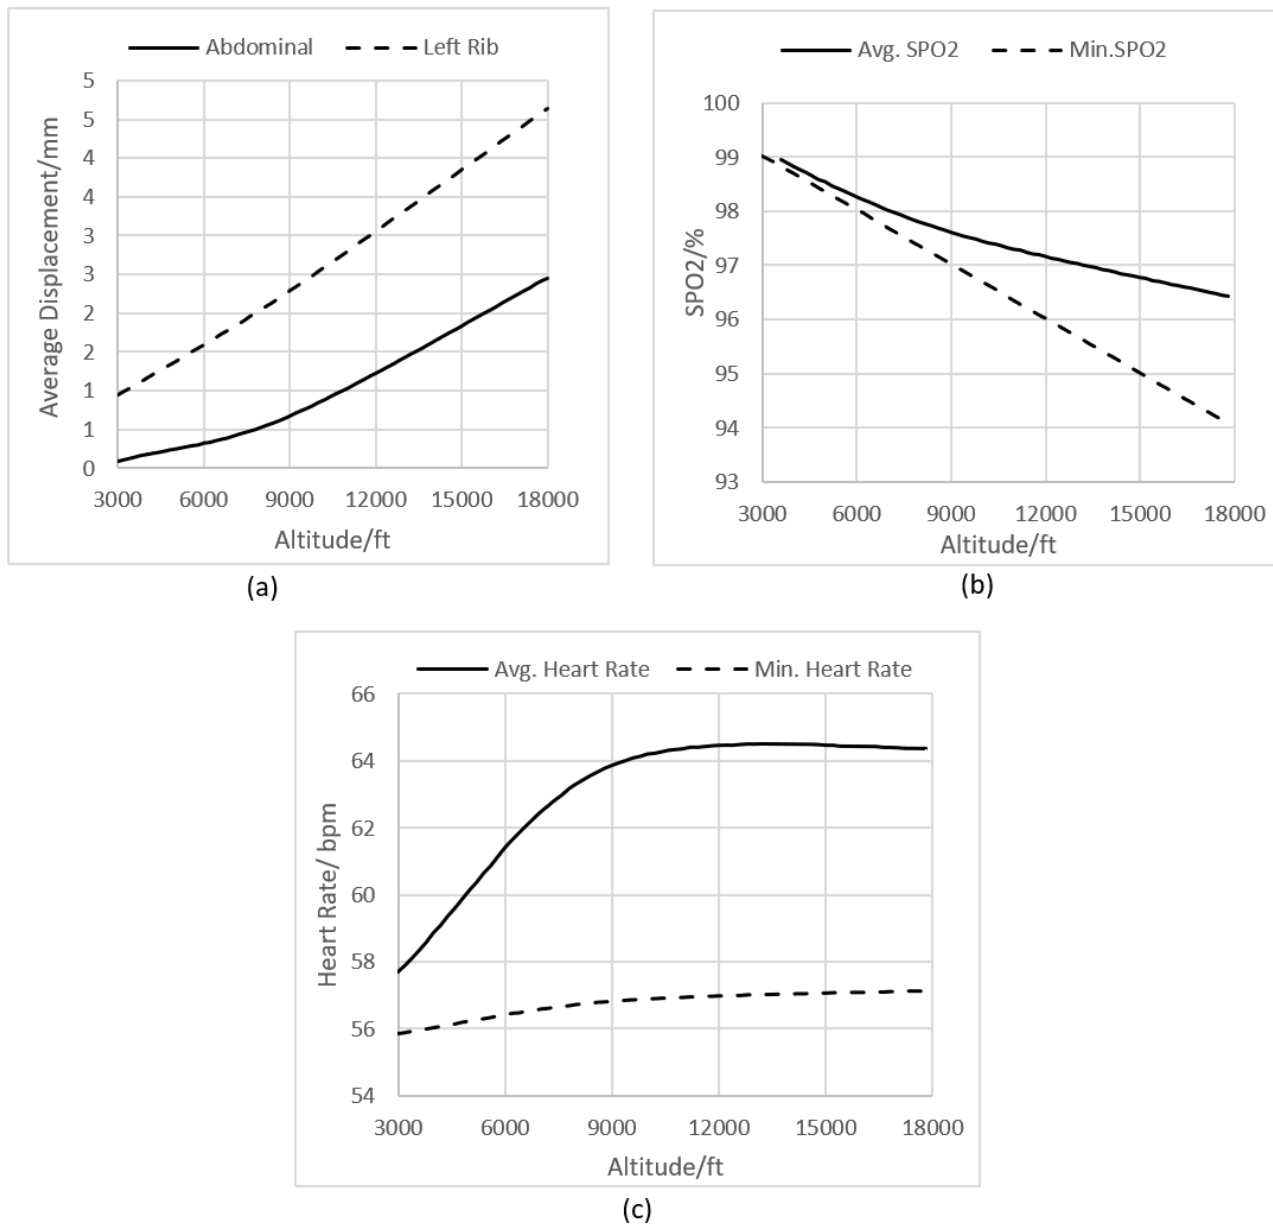 Abdominal Left Rib
5
5
4
4
3
3
2
2
1
1
0
Average Displacement/mm
3000 6000 9000 12000 15000 18000
Altitude/ft
(a)
Avg. SPO2 Min.SPO2
100
99
98
97
96
95
94
93
SPO2/%
3000 6000 9000 12000 15000 18000
Altitude/ft
(b)
Avg. Heart Rate Min. Heart Rate
66
64
62
60
58
56
54
Heart Rate/ bpm
3000 6000 9000 12000 15000 18000
Altitude/ft
(c)